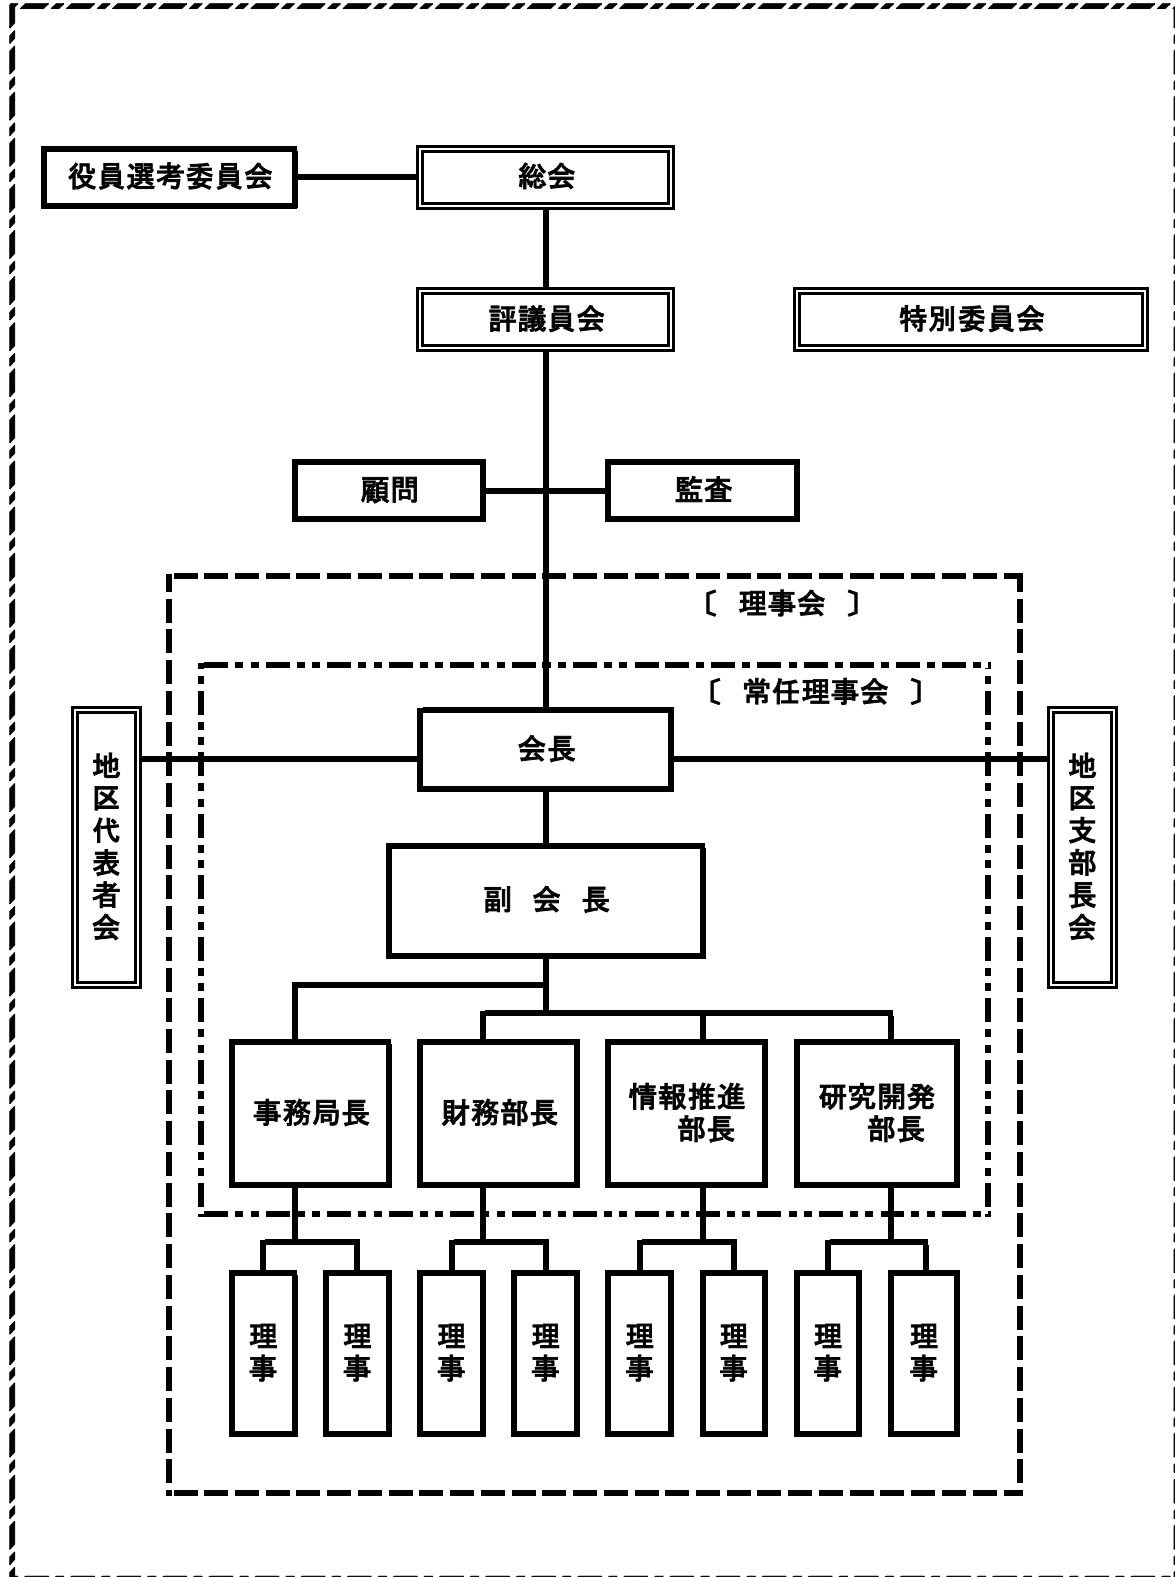 役員選考委員会
総会
評議員会
特別委員会
顧問
監査
〔 理事会 〕
〔 常任理事会 〕
地区代表者会
会長
地区支部長会
副 会 長
事務局長
財務部長
情報推進
部長
研究開発
部長
理事
理事
理事
理事
理事
理事
理事
理事